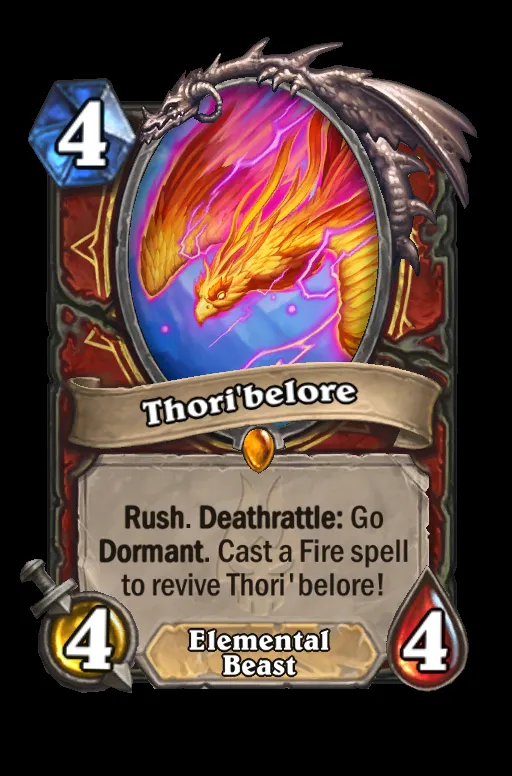 4
Thori'belore
Rush. Deathrattle: Go
Dormant. Cast a Fire spell
to revive Thori'belore!
4
Elemental
Beast
4